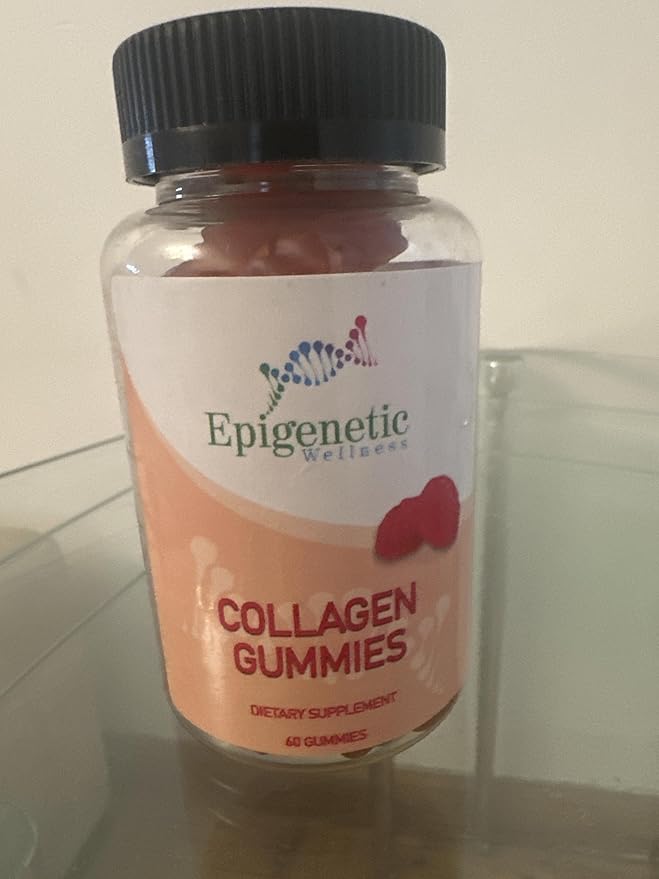 Epigenetic
Wellness
COLLAGEN
GUMMIES
DIETARY SUPPLEMENT
60 GUMMIES